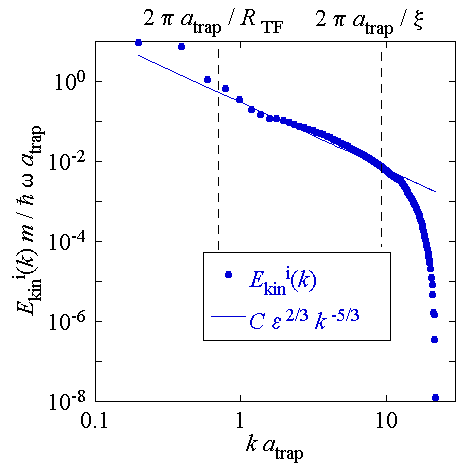 2 π a_trap / R_TF 2 π a_trap / ξ
10^0
10^-2
10^-4
10^-6
10^-8
E_kin^i(k) m / ħ ω a_trap
E_kin^i(k)
C ε^2/3 k^-5/3
0.1 1 10
k a_trap